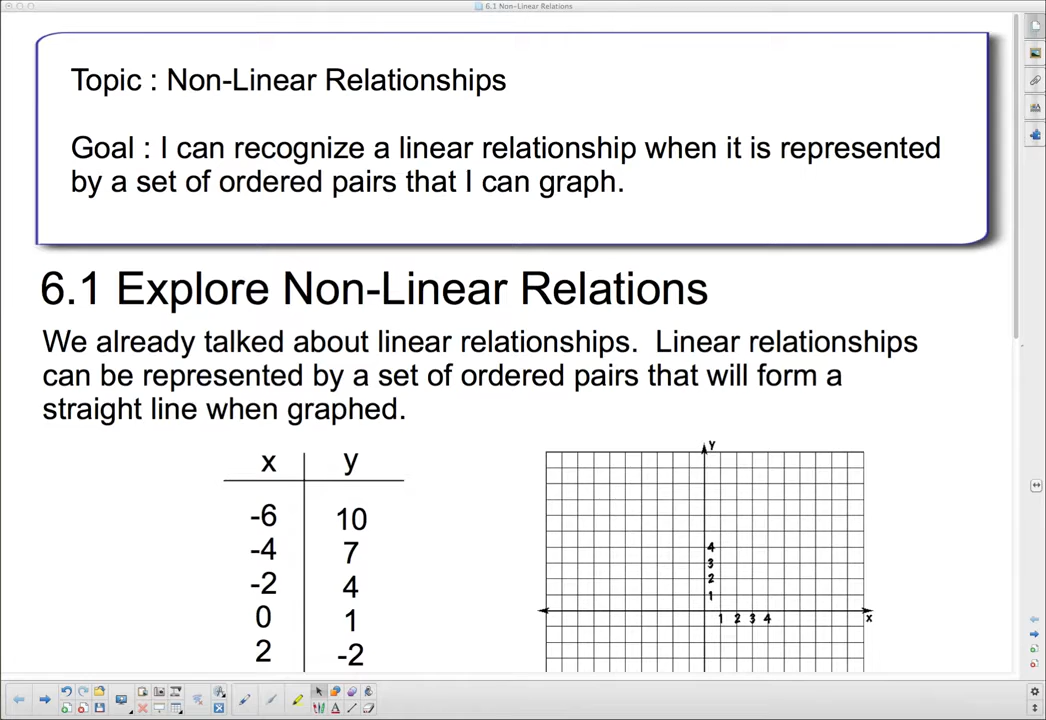 6.1 Non-Linear Relations
Topic : Non-Linear Relationships
Goal : I can recognize a linear relationship when it is represented
by a set of ordered pairs that I can graph.
6.1 Explore Non-Linear Relations
We already talked about linear relationships.  Linear relationships
can be represented by a set of ordered pairs that will form a
straight line when graphed.
x y
-6 10
-4 7
-2 4
0 1
2 -2
Y
4
3
2
1
1 2 3 4
x